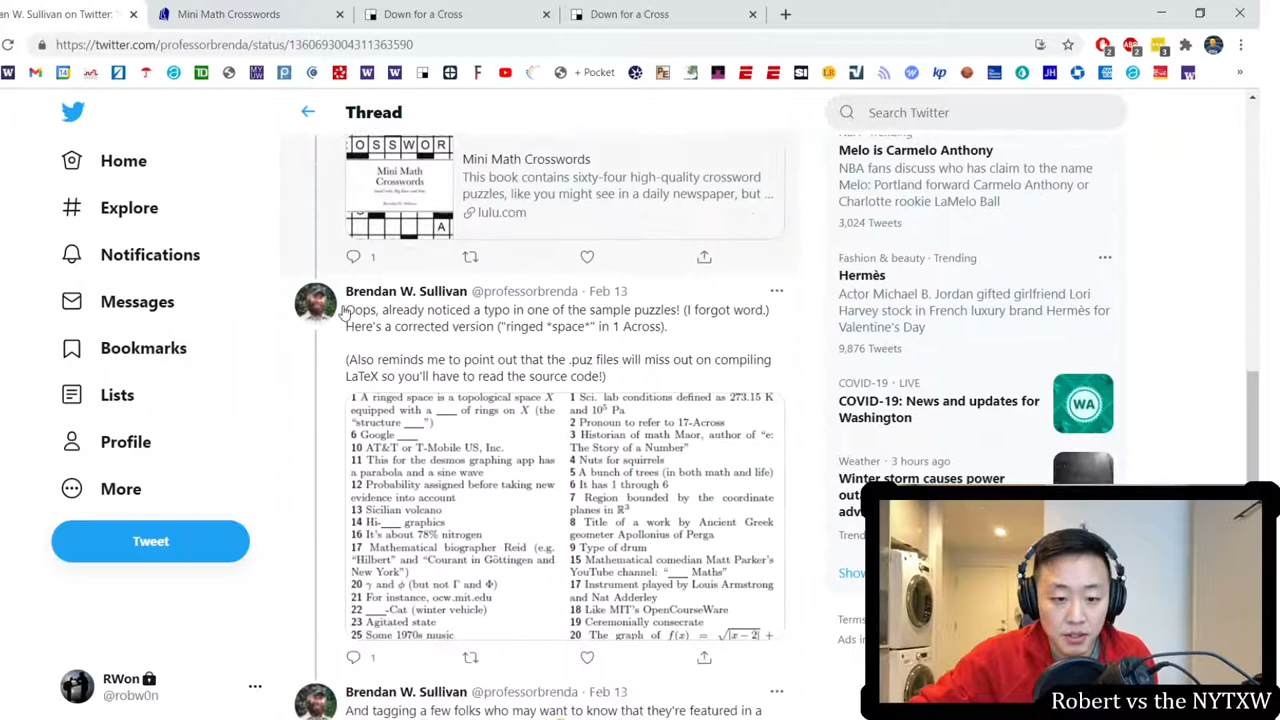 n W. Sullivan on Twitter: "
Mini Math Crosswords
Down for a Cross
Down for a Cross
https://twitter.com/professorbrenda/status/1360693004311363590
+ Pocket
Home
Explore
Notifications
Messages
Bookmarks
Lists
Profile
More
Tweet
RWon
@robw0n
Thread
OSSWOR
Mini Math
Crosswords
A
Mini Math Crosswords
This book contains sixty-four high-quality crossword
puzzles, like you might see in a daily newspaper, but ...
lulu.com
1
Brendan W. Sullivan @professorbrenda · Feb 13
Oops, already noticed a typo in one of the sample puzzles! (I forgot word.)
Here's a corrected version ("ringed *space*" in 1 Across).
(Also reminds me to point out that the .puz files will miss out on compiling
LaTeX so you'll have to read the source code!)
1 A ringed space is a topological space X
equipped with a ___ of rings on X (the
"structure ___")
6 Google ___
10 AT&T or T-Mobile US, Inc.
11 This for the desmos graphing app has
a parabola and a sine wave
12 Probability assigned before taking new
evidence into account
13 Sicilian volcano
14 Hi-___ graphics
16 It's about 78% nitrogen
17 Mathematical biographer Reid (e.g.
"Hilbert" and "Courant in Göttingen and
New York")
20 γ and ϕ (but not Γ and Φ)
21 For instance, ocw.mit.edu
22 ___-Cat (winter vehicle)
23 Agitated state
25 Some 1970s music
1 Sci. lab conditions defined as 273.15 K
and 10⁵ Pa
2 Pronoun to refer to 17-Across
3 Historian of math Maor, author of "e:
The Story of a Number"
4 Nuts for squirrels
5 A bunch of trees (in both math and life)
6 It has 1 through 6
7 Region bounded by the coordinate
planes in ℝ³
8 Title of a work by Ancient Greek
geometer Apollonius of Perga
9 Type of drum
15 Mathematical comedian Matt Parker's
YouTube channel: "___ Maths"
17 Instrument played by Louis Armstrong
and Nat Adderley
18 Like MIT's OpenCourseWare
19 Ceremonially consecrate
20 The graph of f(x) = √|x−2| +
1
Brendan W. Sullivan @professorbrenda · Feb 13
And tagging a few folks who may want to know that they're featured in a
Search Twitter
Melo is Carmelo Anthony
NBA fans discuss who has claim to the name
Melo: Portland forward Carmelo Anthony or
Charlotte rookie LaMelo Ball
3,024 Tweets
Fashion & beauty · Trending
Hermès
Actor Michael B. Jordan gifted girlfriend Lori
Harvey stock in French luxury brand Hermès for
Valentine's Day
9,876 Tweets
COVID-19 · LIVE
COVID-19: News and updates for
Washington
WA
Weather · 3 hours ago
Winter storm causes power
Robert vs the NYTXW